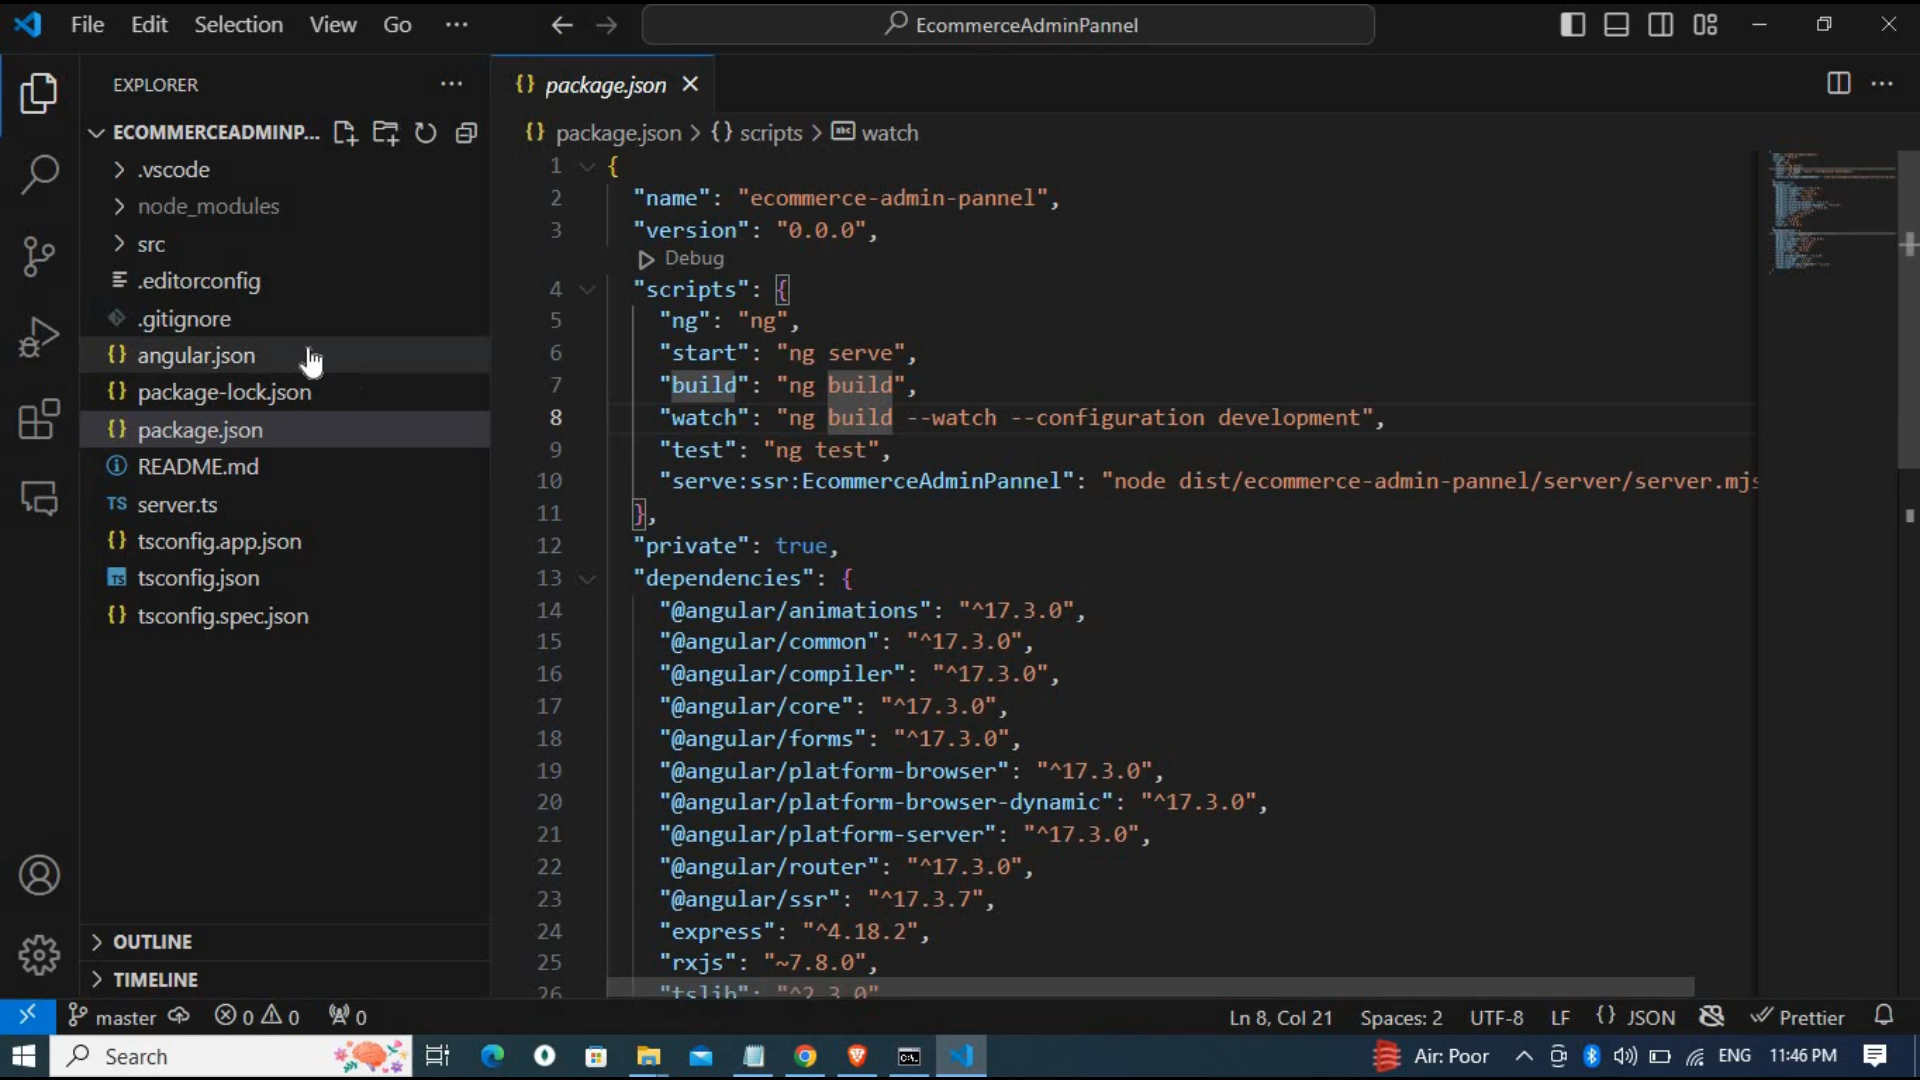 File Edit Selection View Go ···
EcommerceAdminPannel
EXPLORER
ECOMMERCEADMINP...
.vscode
node_modules
src
.editorconfig
.gitignore
angular.json
package-lock.json
package.json
README.md
TS server.ts
tsconfig.app.json
TS tsconfig.json
tsconfig.spec.json
OUTLINE
TIMELINE
{} package.json
{} package.json > {} scripts > abc watch
1 {
2 "name": "ecommerce-admin-pannel",
3 "version": "0.0.0",
Debug
4 "scripts": {
5 "ng": "ng",
6 "start": "ng serve",
7 "build": "ng build",
8 "watch": "ng build --watch --configuration development",
9 "test": "ng test",
10 "serve:ssr:EcommerceAdminPannel": "node dist/ecommerce-admin-pannel/server/server.mjs
11 },
12 "private": true,
13 "dependencies": {
14 "@angular/animations": "^17.3.0",
15 "@angular/common": "^17.3.0",
16 "@angular/compiler": "^17.3.0",
17 "@angular/core": "^17.3.0",
18 "@angular/forms": "^17.3.0",
19 "@angular/platform-browser": "^17.3.0",
20 "@angular/platform-browser-dynamic": "^17.3.0",
21 "@angular/platform-server": "^17.3.0",
22 "@angular/router": "^17.3.0",
23 "@angular/ssr": "^17.3.7",
24 "express": "^4.18.2",
25 "rxjs": "~7.8.0",
26 "tslib": "^2.3.0"
master 0 0 0 Ln 8, Col 21 Spaces: 2 UTF-8 LF {} JSON Prettier
Search Air: Poor ENG 11:46 PM